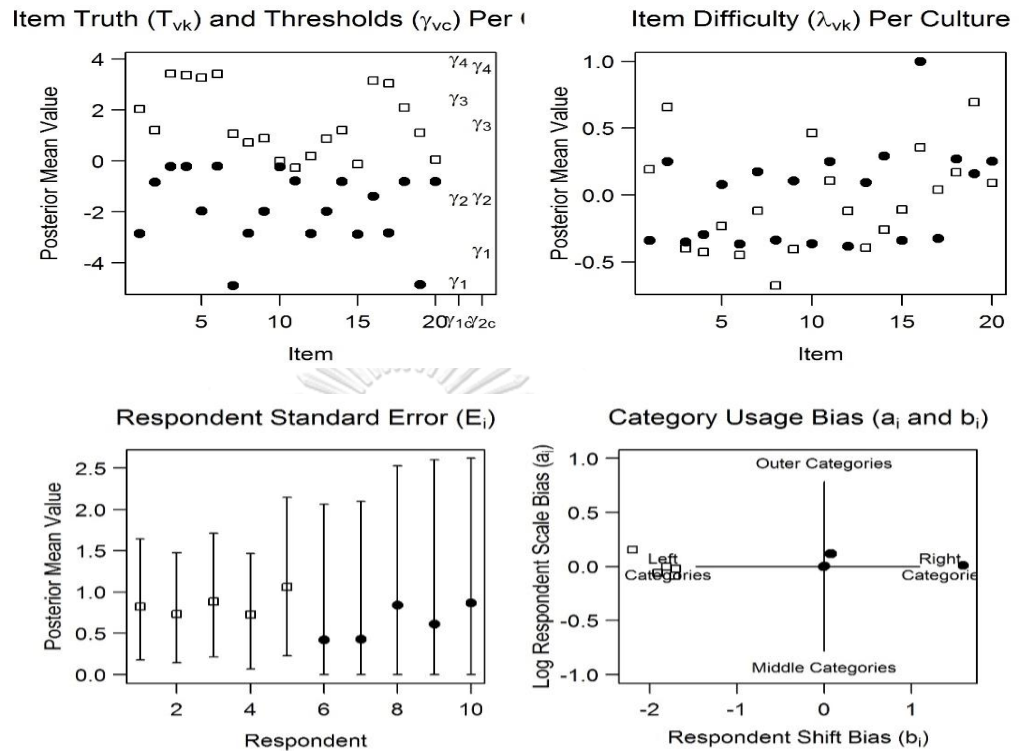 Item Truth (Tvk) and Thresholds (γvc) Per (
Posterior Mean Value
4
2
0
-2
-4
γ4 γ4
γ3
γ3
γ2 γ2
γ1
γ1
5 10 15 20 γ1c γ2c
Item
Item Difficulty (λvk) Per Culture
Posterior Mean Value
1.0
0.5
0.0
-0.5
5 10 15 20
Item
Respondent Standard Error (Ei)
Posterior Mean Value
2.5
2.0
1.5
1.0
0.5
0.0
2 4 6 8 10
Respondent
Category Usage Bias (ai and bi)
Log Respondent Scale Bias (ai)
1.0
0.5
0.0
-0.5
-1.0
Outer Categories
Left Right
Categories Categorie
Middle Categories
-2 -1 0 1
Respondent Shift Bias (bi)